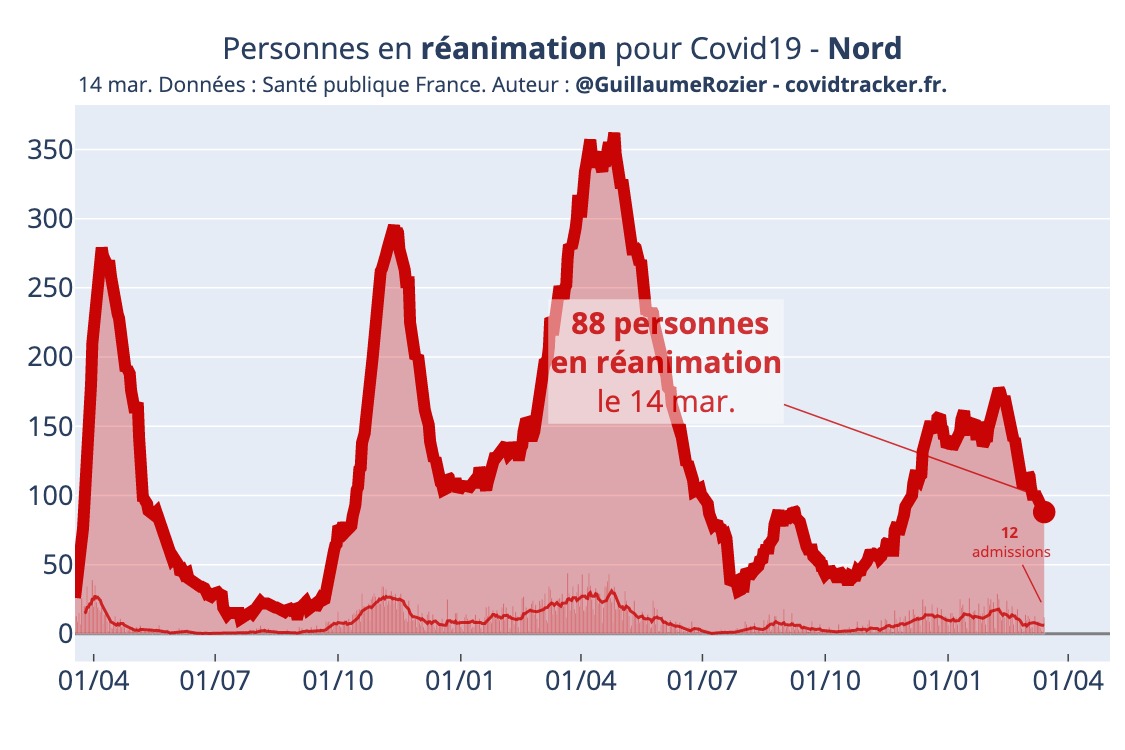 Personnes en réanimation pour Covid19 - Nord
14 mar. Données : Santé publique France. Auteur : @GuillaumeRozier - covidtracker.fr.
350
300
250
200
150
100
50
0
88 personnes
en réanimation
le 14 mar.
12
admissions
01/04 01/07 01/10 01/01 01/04 01/07 01/10 01/01 01/04